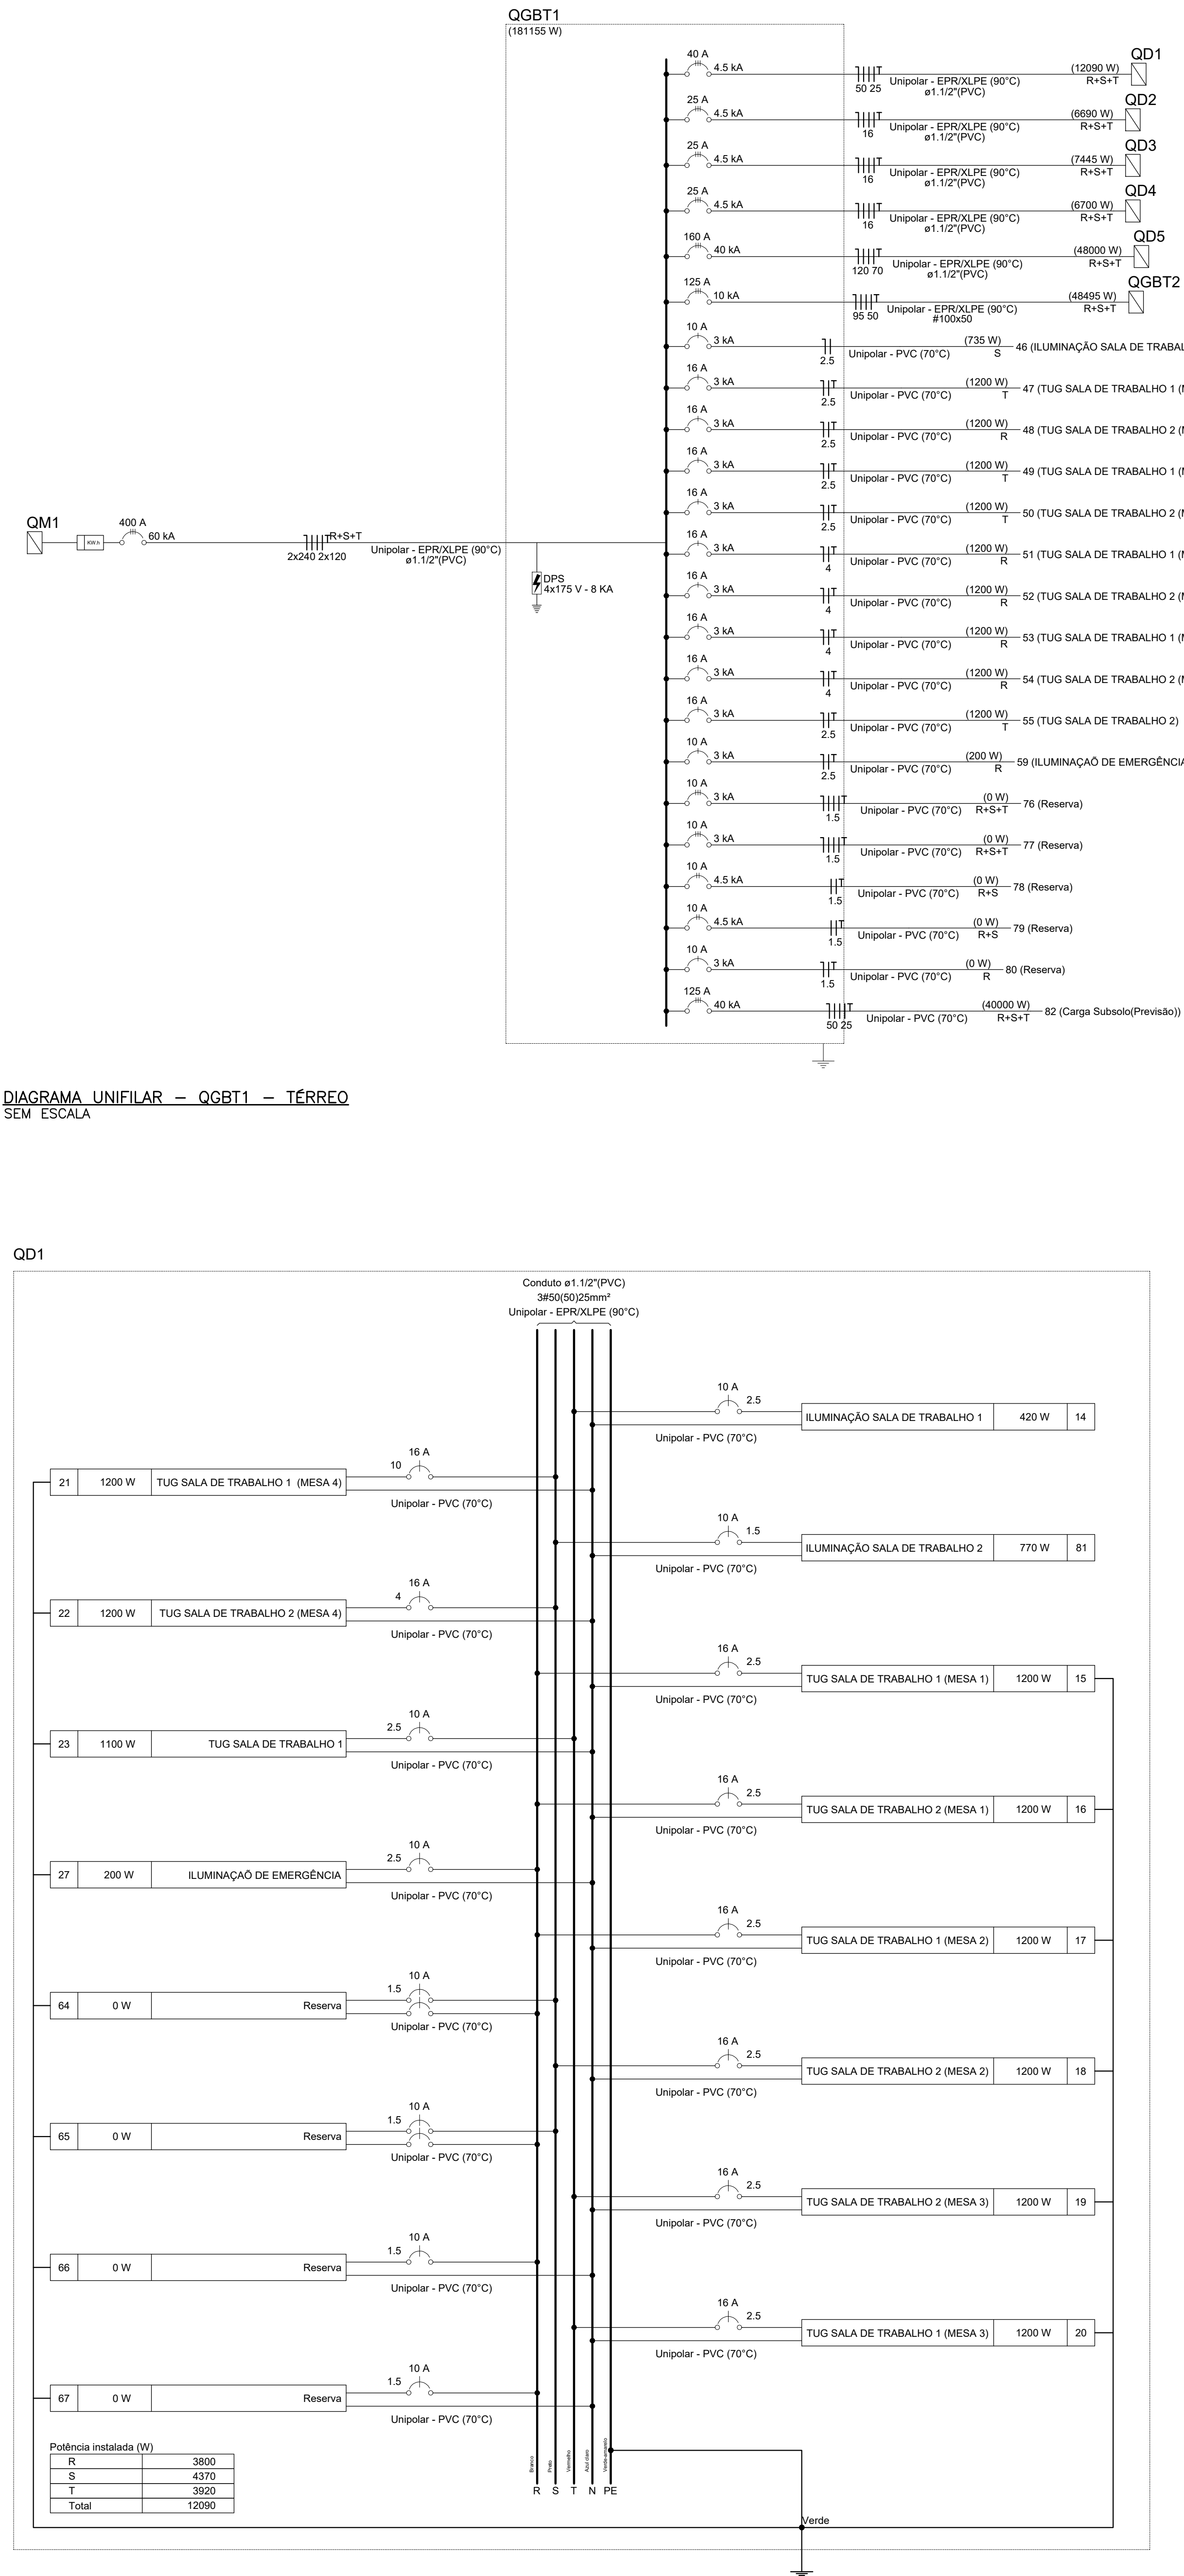 QGBT1
(181155 W)
40 A
4.5 kA
50 25
Unipolar - EPR/XLPE (90°C)
ø1.1/2"(PVC)
(12090 W)
R+S+T
QD1
25 A
4.5 kA
16
Unipolar - EPR/XLPE (90°C)
ø1.1/2"(PVC)
(6690 W)
R+S+T
QD2
25 A
4.5 kA
16
Unipolar - EPR/XLPE (90°C)
ø1.1/2"(PVC)
(7445 W)
R+S+T
QD3
25 A
4.5 kA
16
Unipolar - EPR/XLPE (90°C)
ø1.1/2"(PVC)
(6700 W)
R+S+T
QD4
160 A
40 kA
120 70
Unipolar - EPR/XLPE (90°C)
ø1.1/2"(PVC)
(48000 W)
R+S+T
QD5
125 A
10 kA
95 50
Unipolar - EPR/XLPE (90°C)
#100x50
(48495 W)
R+S+T
QGBT2
10 A
3 kA
2.5
Unipolar - PVC (70°C)
(735 W)
S
46 (ILUMINAÇÃO SALA DE TRABAL
16 A
3 kA
2.5
Unipolar - PVC (70°C)
(1200 W)
T
47 (TUG SALA DE TRABALHO 1 (
16 A
3 kA
2.5
Unipolar - PVC (70°C)
(1200 W)
R
48 (TUG SALA DE TRABALHO 2 (
16 A
3 kA
2.5
Unipolar - PVC (70°C)
(1200 W)
T
49 (TUG SALA DE TRABALHO 1 (
16 A
3 kA
2.5
Unipolar - PVC (70°C)
(1200 W)
T
50 (TUG SALA DE TRABALHO 2 (
16 A
3 kA
4
Unipolar - PVC (70°C)
(1200 W)
R
51 (TUG SALA DE TRABALHO 1 (
16 A
3 kA
4
Unipolar - PVC (70°C)
(1200 W)
R
52 (TUG SALA DE TRABALHO 2 (
16 A
3 kA
4
Unipolar - PVC (70°C)
(1200 W)
R
53 (TUG SALA DE TRABALHO 1 (
16 A
3 kA
4
Unipolar - PVC (70°C)
(1200 W)
R
54 (TUG SALA DE TRABALHO 2 (
16 A
3 kA
2.5
Unipolar - PVC (70°C)
(1200 W)
T
55 (TUG SALA DE TRABALHO 2)
10 A
3 kA
2.5
Unipolar - PVC (70°C)
(200 W)
R
59 (ILUMINAÇAÕ DE EMERGÊNCIA
10 A
3 kA
1.5
Unipolar - PVC (70°C)
(0 W)
R+S+T
76 (Reserva)
10 A
3 kA
1.5
Unipolar - PVC (70°C)
(0 W)
R+S+T
77 (Reserva)
10 A
4.5 kA
1.5
Unipolar - PVC (70°C)
(0 W)
R+S
78 (Reserva)
10 A
4.5 kA
1.5
Unipolar - PVC (70°C)
(0 W)
R+S
79 (Reserva)
10 A
3 kA
1.5
Unipolar - PVC (70°C)
(0 W)
R
80 (Reserva)
125 A
40 kA
50 25
Unipolar - PVC (70°C)
(40000 W)
R+S+T
82 (Carga Subsolo(Previsão))
QM1
KW.h
400 A
60 kA
R+S+T
2x240 2x120
Unipolar - EPR/XLPE (90°C)
ø1.1/2"(PVC)
DPS
4x175 V - 8 KA
DIAGRAMA UNIFILAR – QGBT1 – TÉRREO
SEM ESCALA
QD1
Conduto ø1.1/2"(PVC)
3#50(50)25mm²
Unipolar - EPR/XLPE (90°C)
10 A
2.5
Unipolar - PVC (70°C)
ILUMINAÇÃO SALA DE TRABALHO 1 420 W 14
21 1200 W TUG SALA DE TRABALHO 1 (MESA 4)
10
16 A
Unipolar - PVC (70°C)
10 A
1.5
Unipolar - PVC (70°C)
ILUMINAÇÃO SALA DE TRABALHO 2 770 W 81
22 1200 W TUG SALA DE TRABALHO 2 (MESA 4)
4
16 A
Unipolar - PVC (70°C)
16 A
2.5
Unipolar - PVC (70°C)
TUG SALA DE TRABALHO 1 (MESA 1) 1200 W 15
23 1100 W TUG SALA DE TRABALHO 1
2.5
10 A
Unipolar - PVC (70°C)
16 A
2.5
Unipolar - PVC (70°C)
TUG SALA DE TRABALHO 2 (MESA 1) 1200 W 16
27 200 W ILUMINAÇAÕ DE EMERGÊNCIA
2.5
10 A
Unipolar - PVC (70°C)
16 A
2.5
Unipolar - PVC (70°C)
TUG SALA DE TRABALHO 1 (MESA 2) 1200 W 17
64 0 W Reserva
1.5
10 A
Unipolar - PVC (70°C)
16 A
2.5
Unipolar - PVC (70°C)
TUG SALA DE TRABALHO 2 (MESA 2) 1200 W 18
65 0 W Reserva
1.5
10 A
Unipolar - PVC (70°C)
16 A
2.5
Unipolar - PVC (70°C)
TUG SALA DE TRABALHO 2 (MESA 3) 1200 W 19
66 0 W Reserva
1.5
10 A
Unipolar - PVC (70°C)
16 A
2.5
Unipolar - PVC (70°C)
TUG SALA DE TRABALHO 1 (MESA 3) 1200 W 20
67 0 W Reserva
1.5
10 A
Unipolar - PVC (70°C)
Potência instalada (W)
R 3800
S 4370
T 3920
Total 12090
Branco
Preto
Vermelho
Azul claro
Verde-amarelo
R S T N PE
Verde